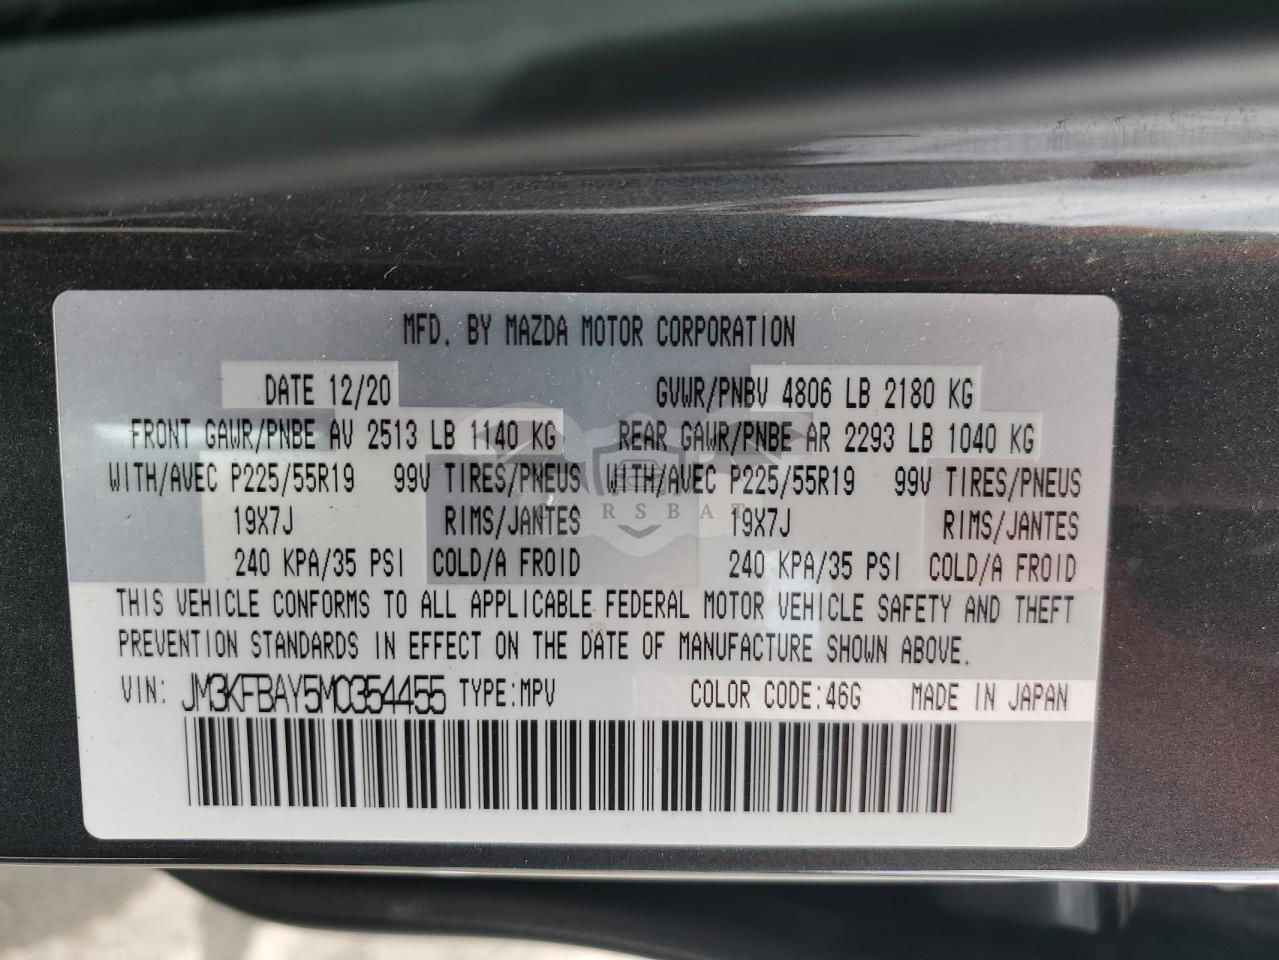 MFD. BY MAZDA MOTOR CORPORATION
DATE 12/20 GVWR/PNBV 4806 LB 2180 KG
FRONT GAWR/PNBE AV 2513 LB 1140 KG REAR GAWR/PNBE AR 2293 LB 1040 KG
WITH/AVEC P225/55R19 99V TIRES/PNEUS WITH/AVEC P225/55R19 99V TIRES/PNEUS
19X7J RIMS/JANTES 19X7J RIMS/JANTES
240 KPA/35 PSI COLD/A FROID 240 KPA/35 PSI COLD/A FROID
THIS VEHICLE CONFORMS TO ALL APPLICABLE FEDERAL MOTOR VEHICLE SAFETY AND THEFT
PREVENTION STANDARDS IN EFFECT ON THE DATE OF MANUFACTURE SHOWN ABOVE.
VIN: JM3KFBAY5M0354455 TYPE:MPV COLOR CODE:46G MADE IN JAPAN